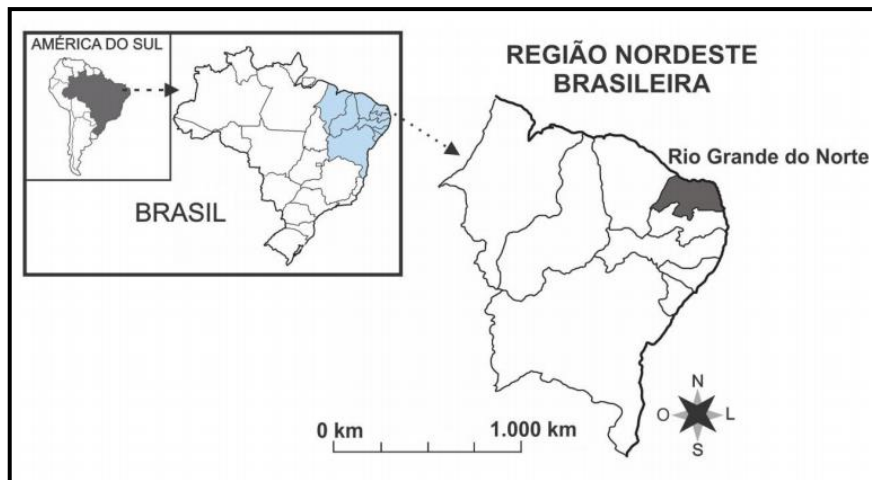 AMÉRICA DO SUL
BRASIL
REGIÃO NORDESTE
BRASILEIRA
Rio Grande do Norte
0 km
1.000 km
N
O
L
S